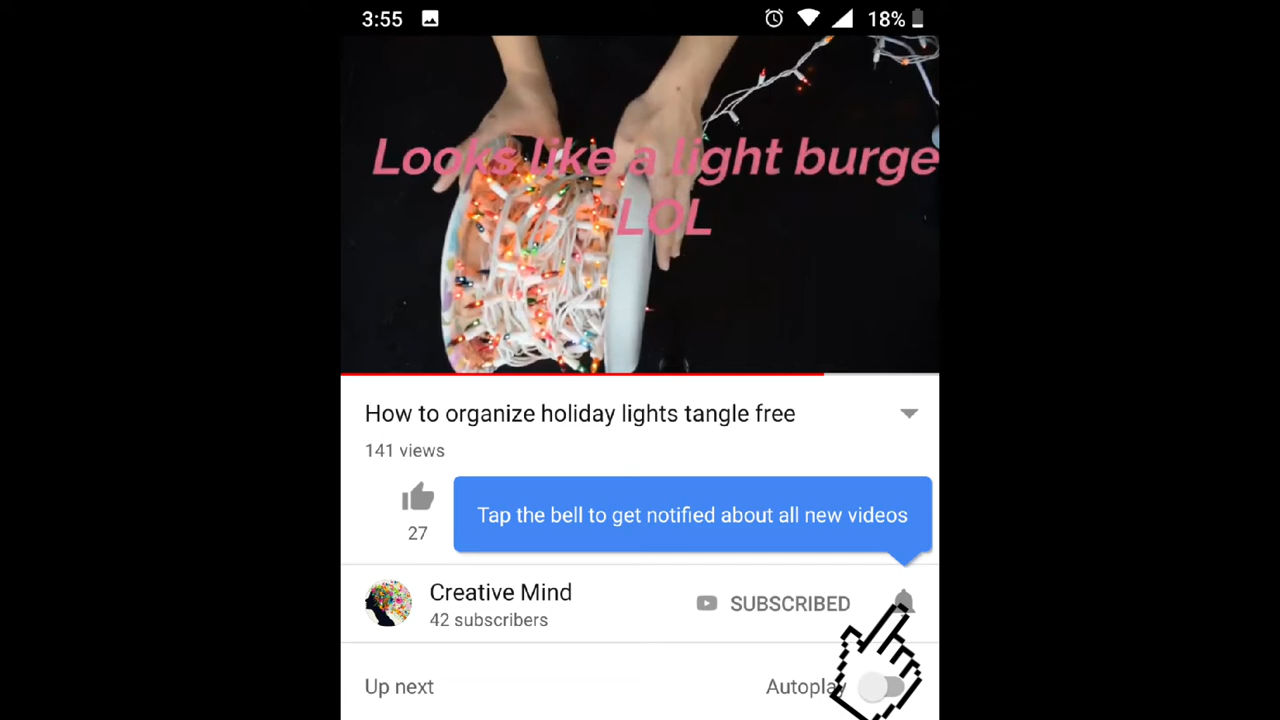 3:55
18%
Looks like a light burge
LOL
How to organize holiday lights tangle free
141 views
27
Tap the bell to get notified about all new videos
Creative Mind
42 subscribers
SUBSCRIBED
Up next
Autoplay